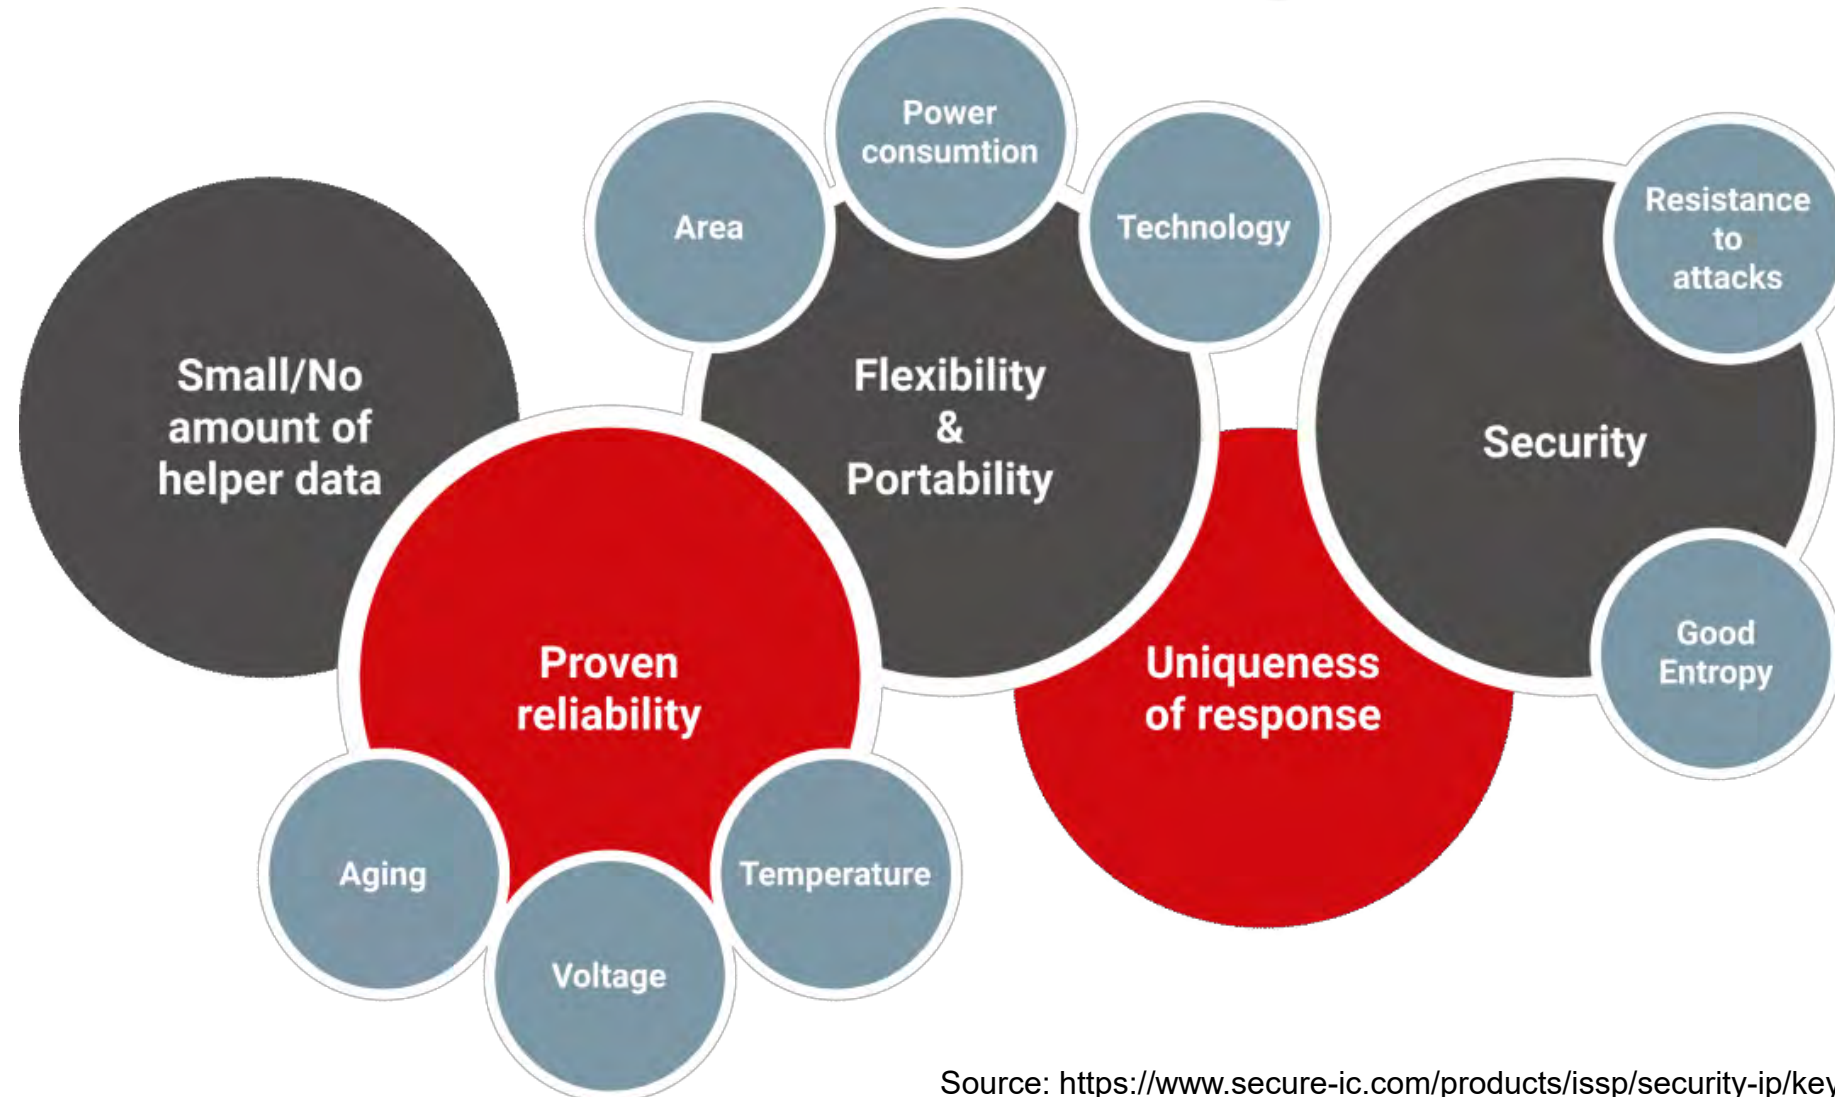 Power
consumtion
Area
Technology
Resistance
to
attacks
Small/No
amount of
helper data
Flexibility
&
Portability
Security
Proven
reliability
Uniqueness
of response
Good
Entropy
Aging
Voltage
Temperature
Source: https://www.secure-ic.com/products/issp/security-ip/key